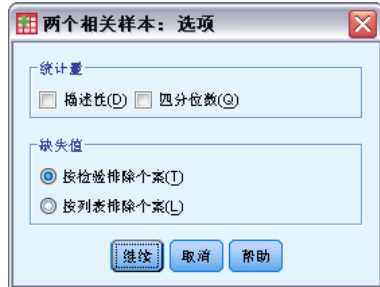 两个相关样本：选项
统计量
描述性(D) 四分位数(Q)
缺失值
按检验排除个案(T)
按列表排除个案(L)
继续 取消 帮助